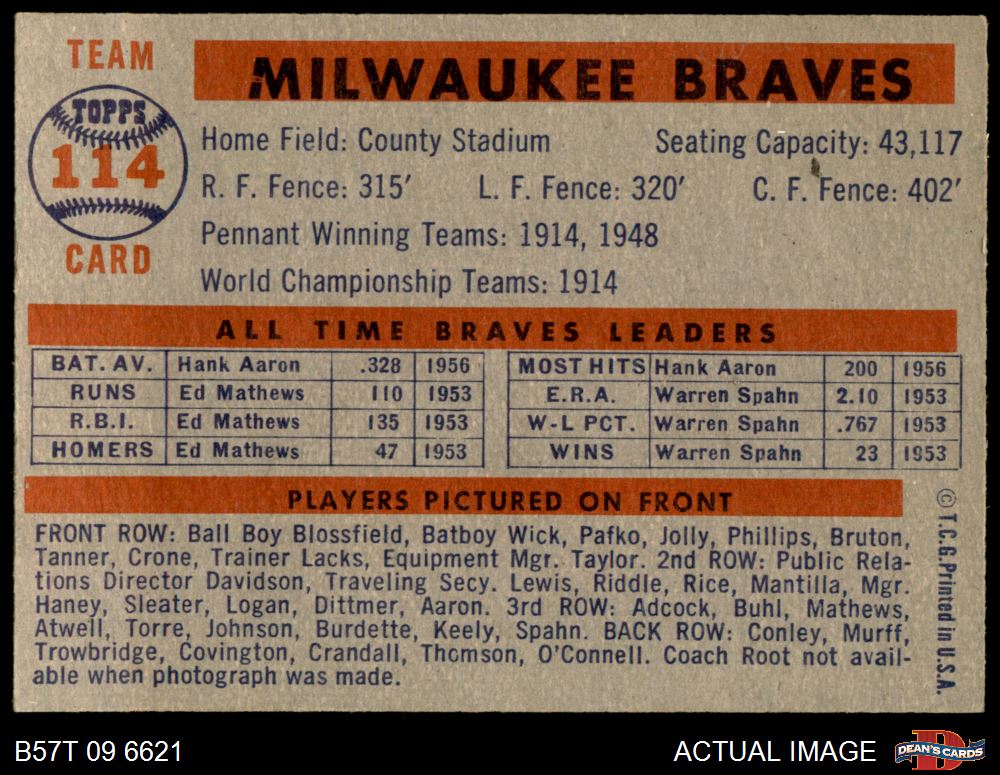 TEAM
TOPPS
114
CARD
MILWAUKEE BRAVES
Home Field: County Stadium Seating Capacity: 43,117
R. F. Fence: 315′ L. F. Fence: 320′ C. F. Fence: 402′
Pennant Winning Teams: 1914, 1948
World Championship Teams: 1914
ALL TIME BRAVES LEADERS
BAT. AV. Hank Aaron .328 1956 MOST HITS Hank Aaron 200 1956
RUNS Ed Mathews 110 1953 E.R.A. Warren Spahn 2.10 1953
R.B.I. Ed Mathews 135 1953 W-L PCT. Warren Spahn .767 1953
HOMERS Ed Mathews 47 1953 WINS Warren Spahn 23 1953
PLAYERS PICTURED ON FRONT
FRONT ROW: Ball Boy Blossfield, Batboy Wick, Pafko, Jolly, Phillips, Bruton,
Tanner, Crone, Trainer Lacks, Equipment Mgr. Taylor. 2nd ROW: Public Rela-
tions Director Davidson, Traveling Secy. Lewis, Riddle, Rice, Mantilla, Mgr.
Haney, Sleater, Logan, Dittmer, Aaron. 3rd ROW: Adcock, Buhl, Mathews,
Atwell, Torre, Johnson, Burdette, Keely, Spahn. BACK ROW: Conley, Murff,
Trowbridge, Covington, Crandall, Thomson, O'Connell. Coach Root not avail-
able when photograph was made.
© T.C.G. Printed in U.S.A.
B57T 09 6621 ACTUAL IMAGE
D
DEAN'S CARDS